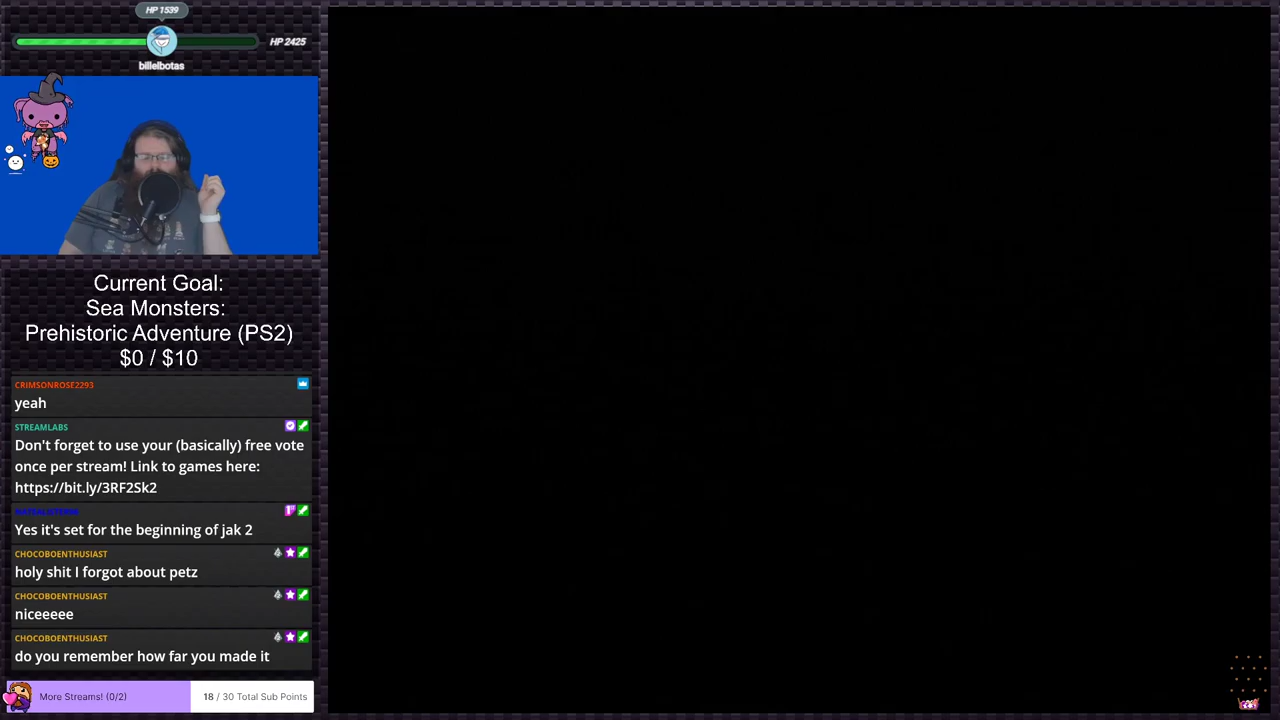 HP 1539
HP 2425
billelbotas
Current Goal:
Sea Monsters:
Prehistoric Adventure (PS2)
$0 / $10
CRIMSONROSE2293
yeah
STREAMLABS
Don't forget to use your (basically) free vote
once per stream! Link to games here:
https://bit.ly/3RF2Sk2
Yes it's set for the beginning of jak 2
CHOCOBOENTHUSIAST
holy shit I forgot about petz
CHOCOBOENTHUSIAST
niceeeee
CHOCOBOENTHUSIAST
do you remember how far you made it
More Streams! (0/2)
18 / 30 Total Sub Points